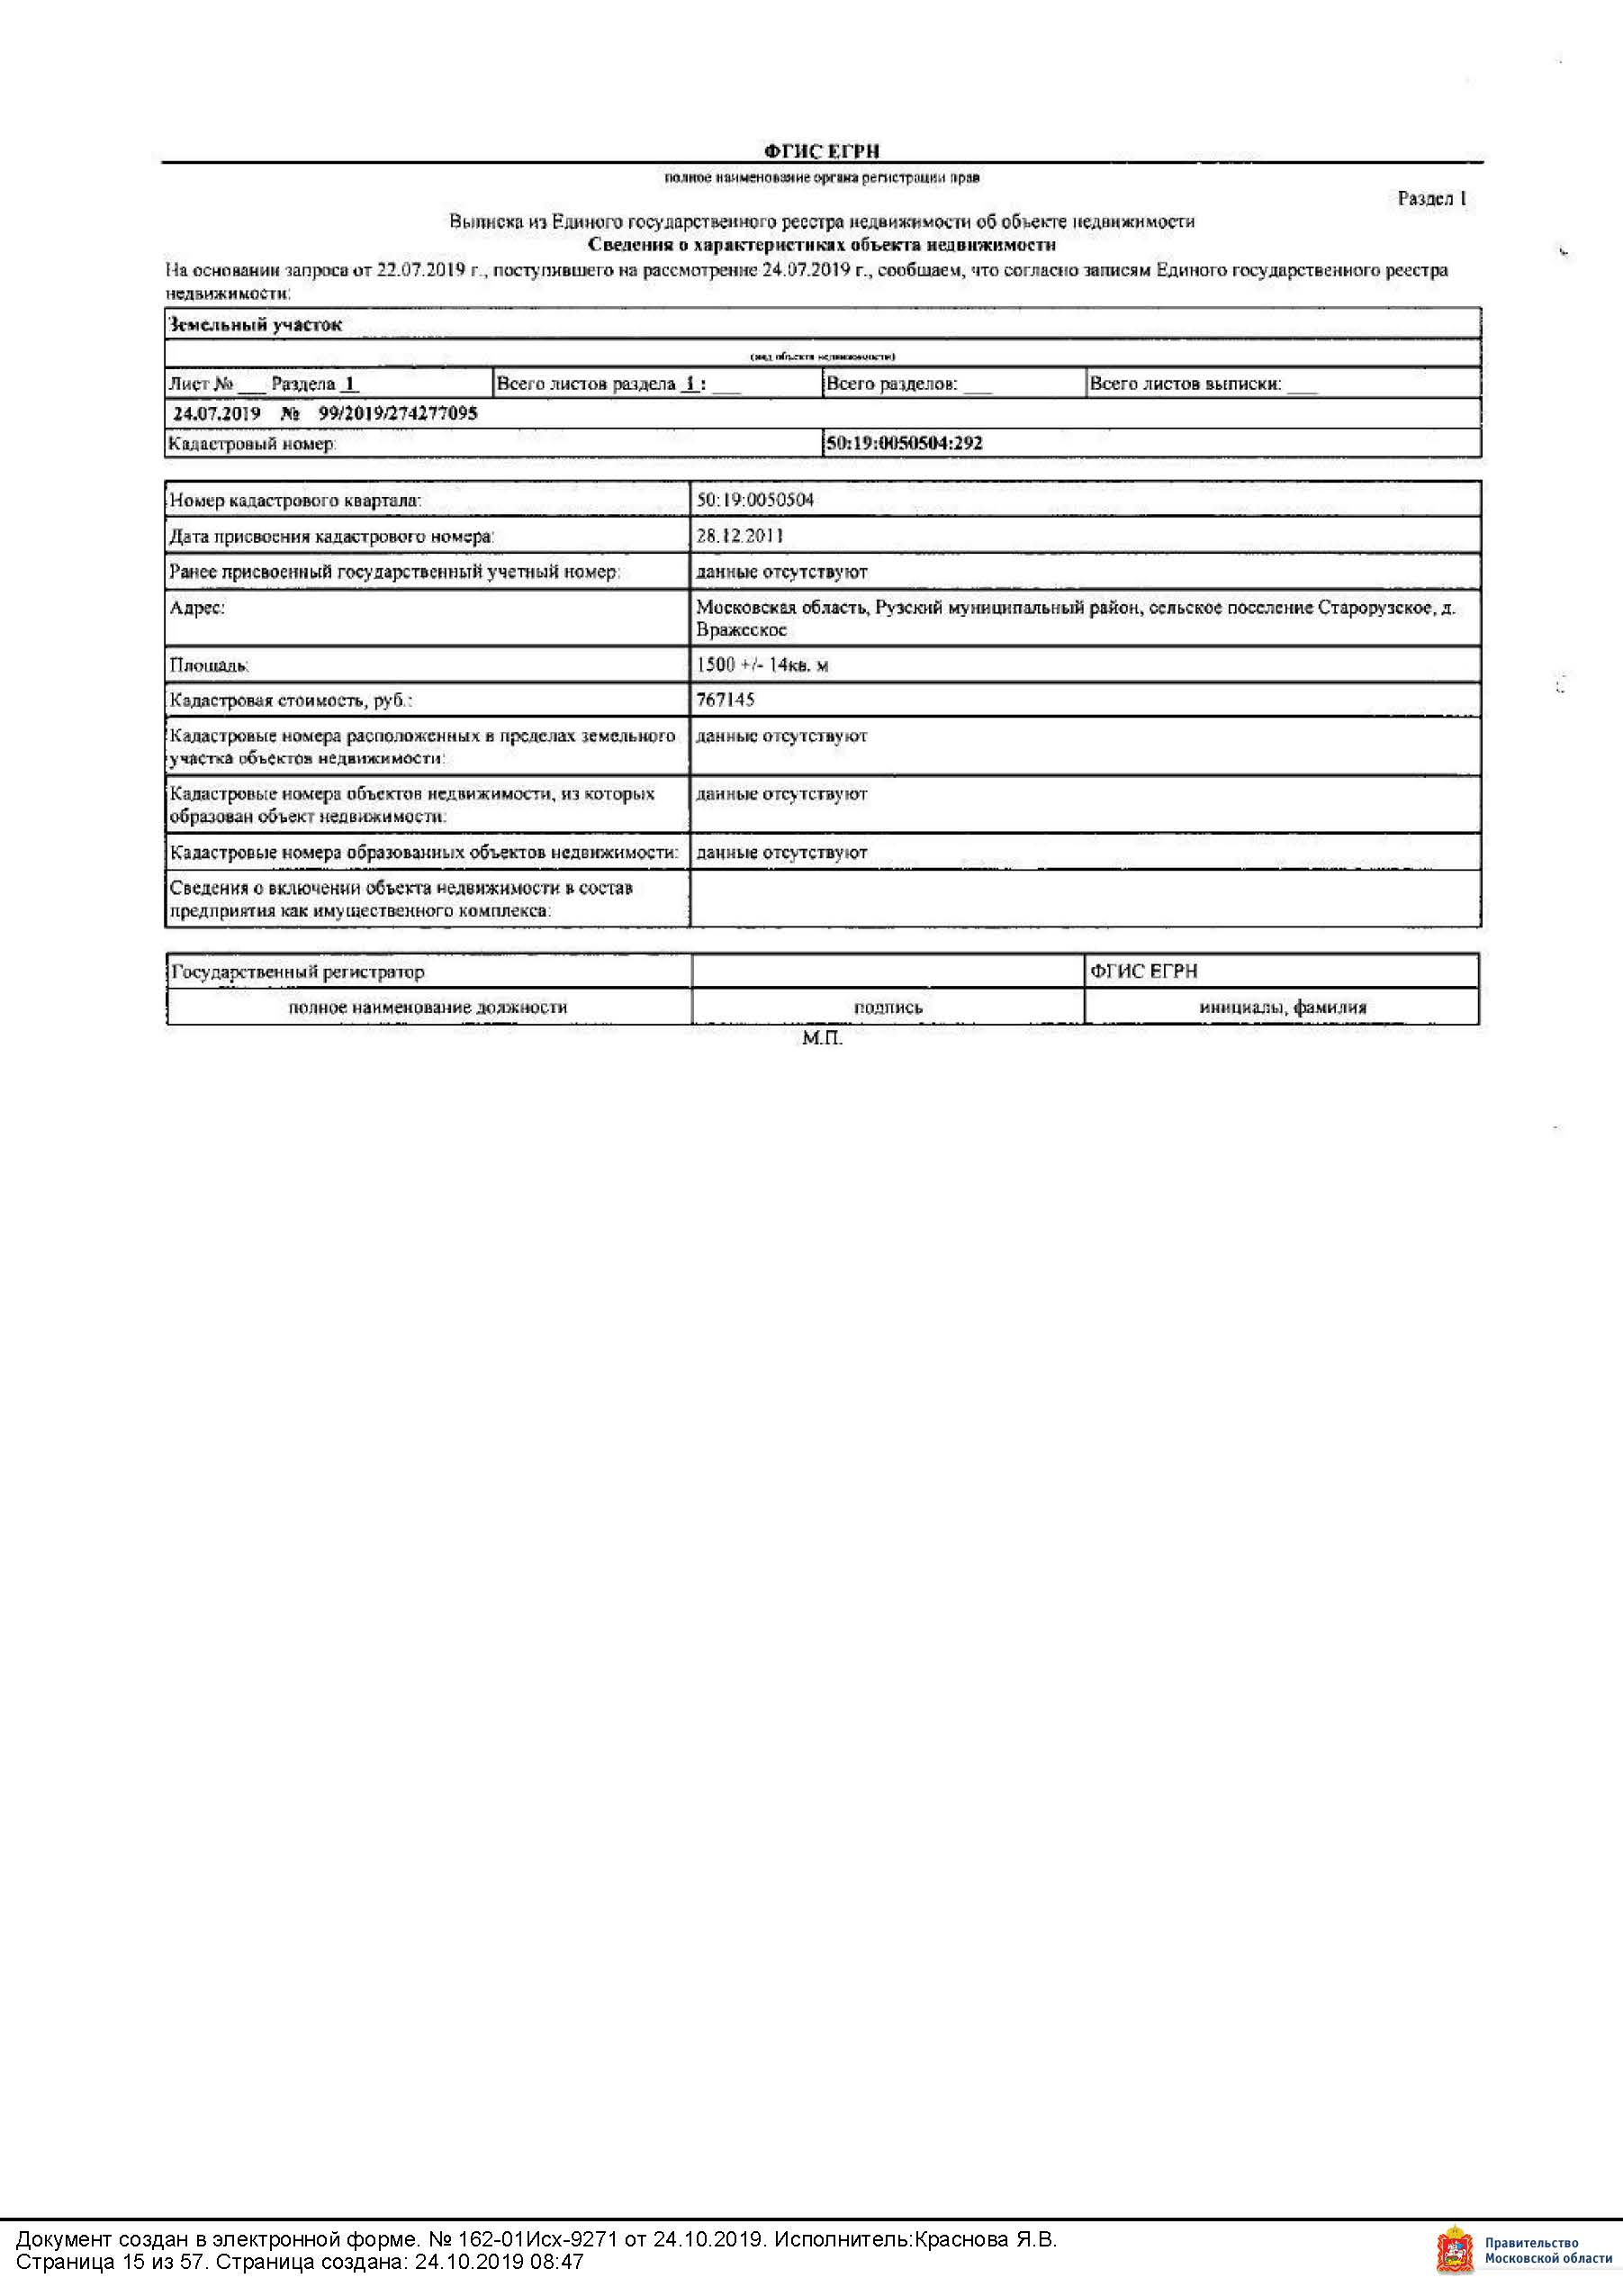 ФГИС ЕГРН
полное наименование органа регистрации прав
Раздел 1
Выписка из Единого государственного реестра недвижимости об объекте недвижимости
Сведения о характеристиках объекта недвижимости
На основании запроса от 22.07.2019 г., поступившего на рассмотрение 24.07.2019 г., сообщаем, что согласно записям Единого государственного реестра
недвижимости:
Земельный участок
(вид объекта недвижимости)
Лист № ___ Раздела 1 Всего листов раздела 1 : ___ Всего разделов: ___ Всего листов выписки: ___
24.07.2019 № 99/2019/274277095
Кадастровый номер: 50:19:0050504:292
Номер кадастрового квартала: 50:19:0050504
Дата присвоения кадастрового номера: 28.12.2011
Ранее присвоенный государственный учетный номер: данные отсутствуют
Адрес: Московская область, Рузский муниципальный район, сельское поселение Старорузское, д.
Вражеское
Площадь: 1500 +/- 14кв. м
Кадастровая стоимость, руб.: 767145
Кадастровые номера расположенных в пределах земельного данные отсутствуют
участка объектов недвижимости:
Кадастровые номера объектов недвижимости, из которых данные отсутствуют
образован объект недвижимости:
Кадастровые номера образованных объектов недвижимости: данные отсутствуют
Сведения о включении объекта недвижимости в состав
предприятия как имущественного комплекса:
Государственный регистратор ФГИС ЕГРН
полное наименование должности подпись инициалы, фамилия
М.П.
Документ создан в электронной форме. № 162-01Исх-9271 от 24.10.2019. Исполнитель:Краснова Я.В.
Страница 15 из 57. Страница создана: 24.10.2019 08:47
Правительство
Московской области